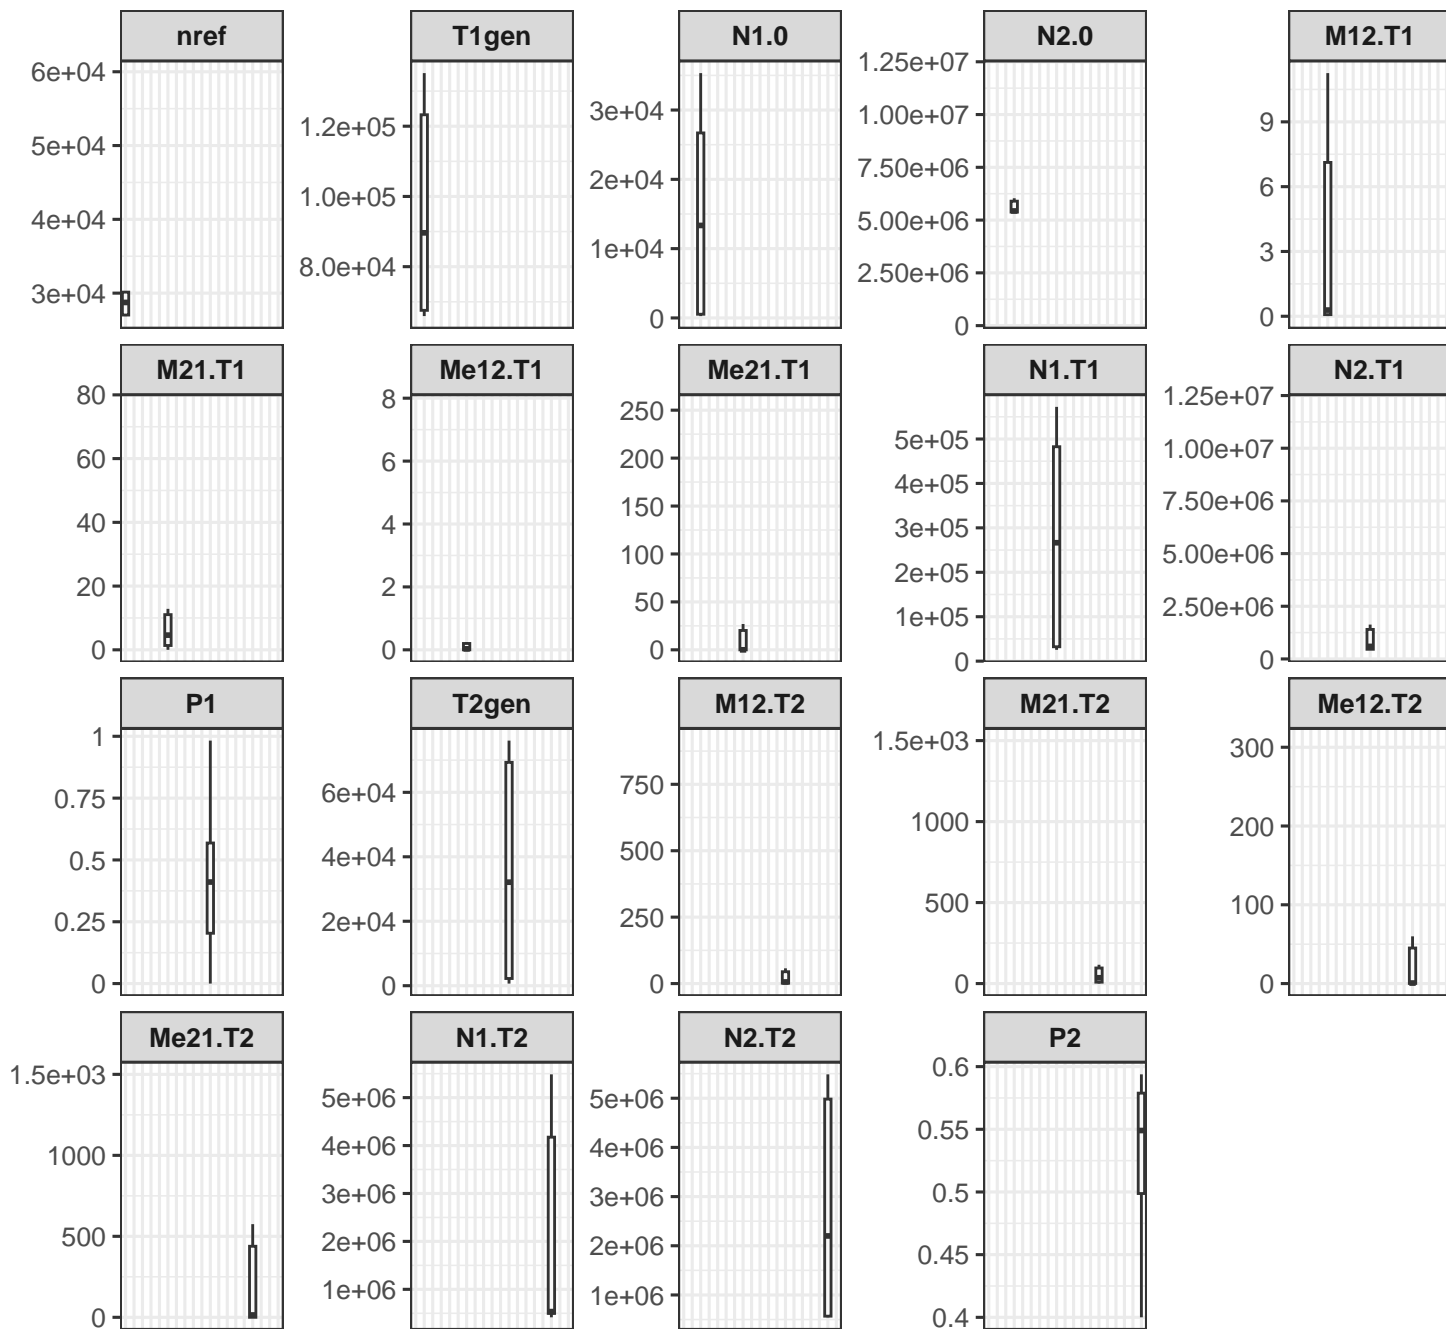 nref
T1gen
N1.0
N2.0
M12.T1
6e+04
5e+04
4e+04
3e+04
1.2e+05
1.0e+05
8.0e+04
3e+04
2e+04
1e+04
0
1.25e+07
1.00e+07
7.50e+06
5.00e+06
2.50e+06
0
9
6
3
0
M21.T1
Me12.T1
Me21.T1
N1.T1
N2.T1
80
60
40
20
0
8
6
4
2
0
250
200
150
100
50
0
5e+05
4e+05
3e+05
2e+05
1e+05
0
1.25e+07
1.00e+07
7.50e+06
5.00e+06
2.50e+06
0
P1
T2gen
M12.T2
M21.T2
Me12.T2
1
0.75
0.5
0.25
0
6e+04
4e+04
2e+04
0
750
500
250
0
1.5e+03
1000
500
0
300
200
100
0
Me21.T2
N1.T2
N2.T2
P2
1.5e+03
1000
500
0
5e+06
4e+06
3e+06
2e+06
1e+06
5e+06
4e+06
3e+06
2e+06
1e+06
0.6
0.55
0.5
0.45
0.4